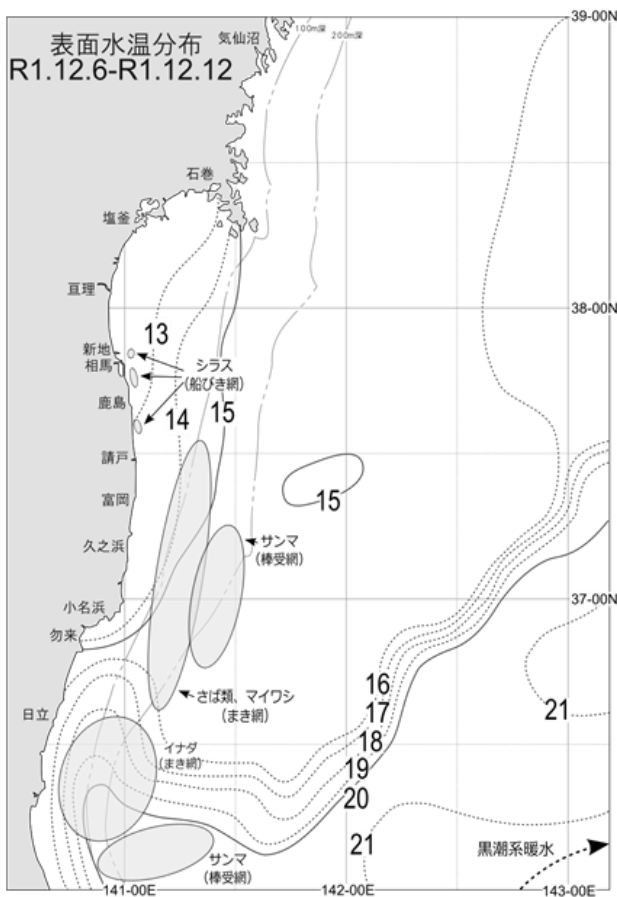 表面水温分布
R1.12.6-R1.12.12
気仙沼
100m深
200m深
39-00N
石巻
塩釜
亘理
38-00N
13
新地
相馬
シラス
(船びき網)
鹿島
14
15
請戸
15
富岡
サンマ
(棒受網)
久之浜
小名浜
37-00N
勿来
16
さば類、マイワシ
(まき網)
17
21
日立
18
イナダ
(まき網)
19
20
21
黒潮系暖水
サンマ
(棒受網)
141-00E
142-00E
143-00E